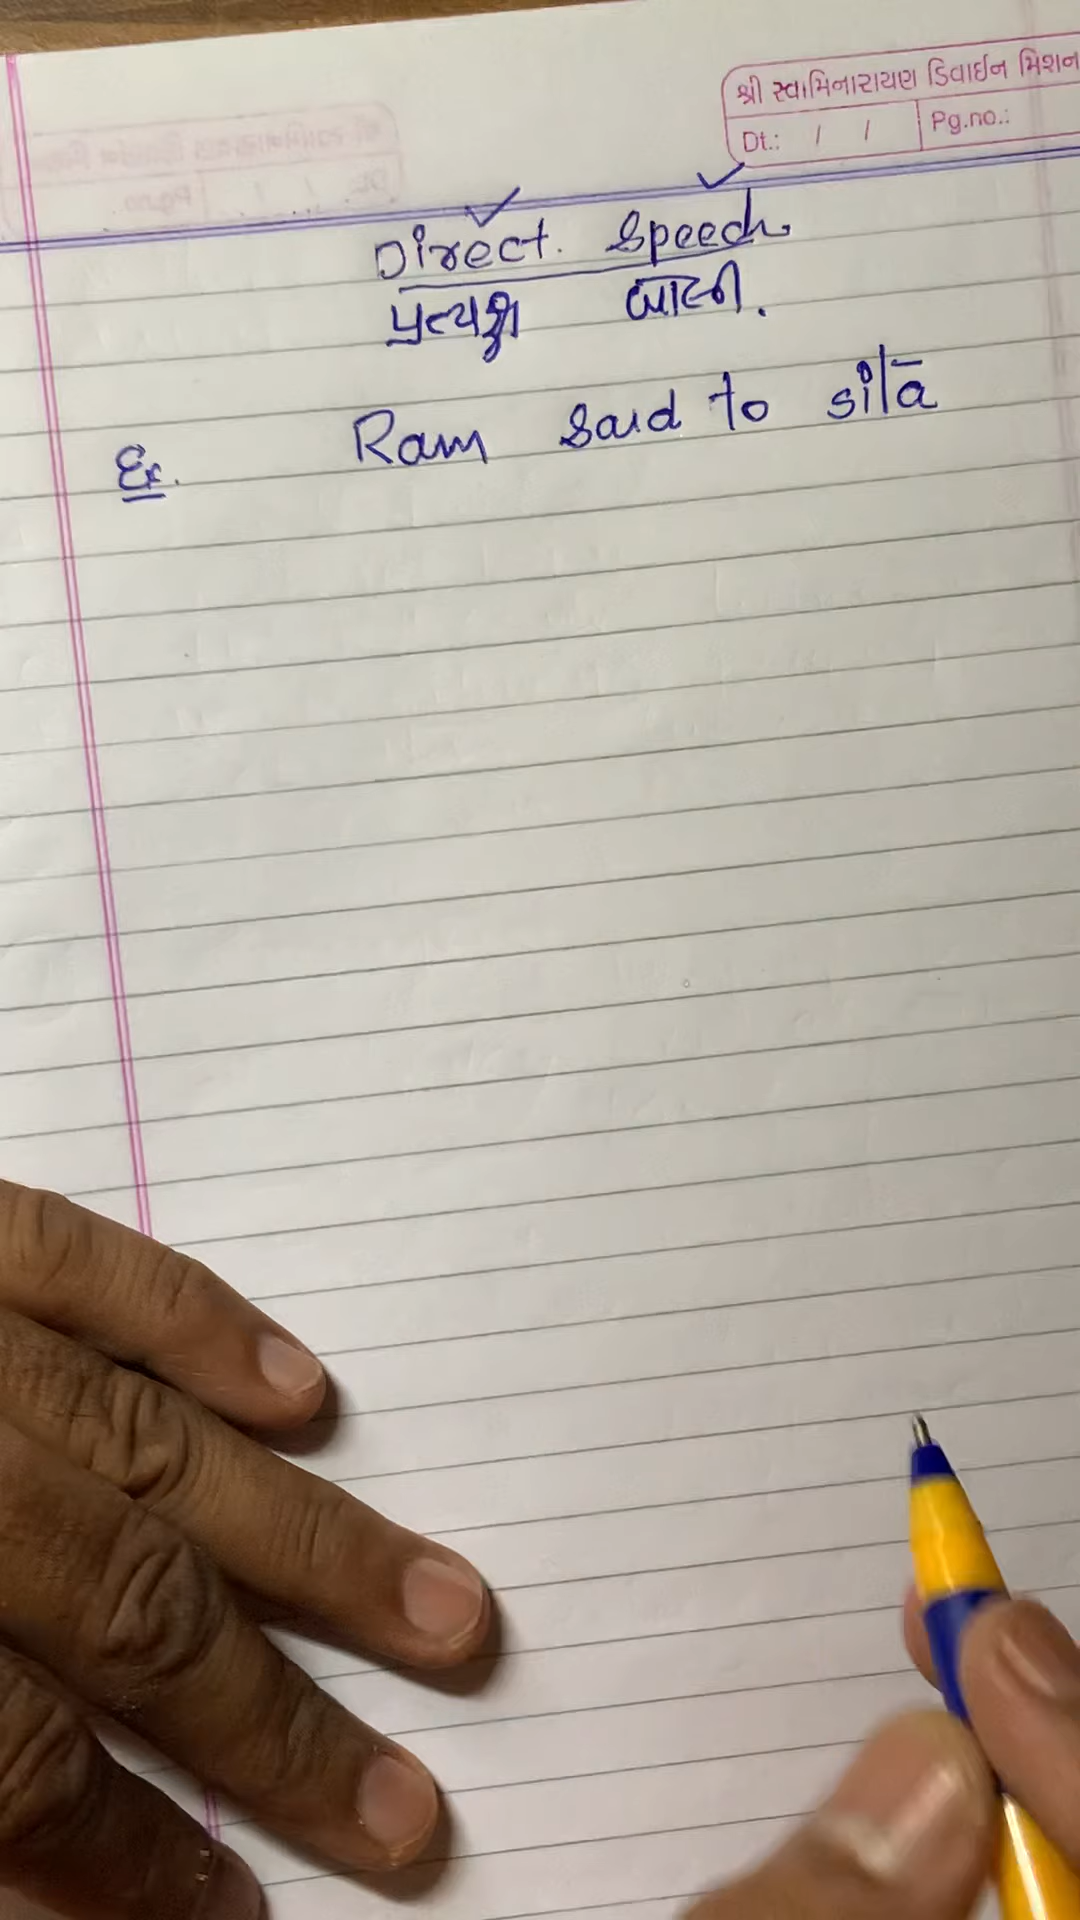 શ્રી સ્વામિનારાયણ ડિવાઈન મિશન
Dt.: / / Pg.no.:
Direct. Speech.
પ્રત્યક્ષ
Ex. Ram said to sita